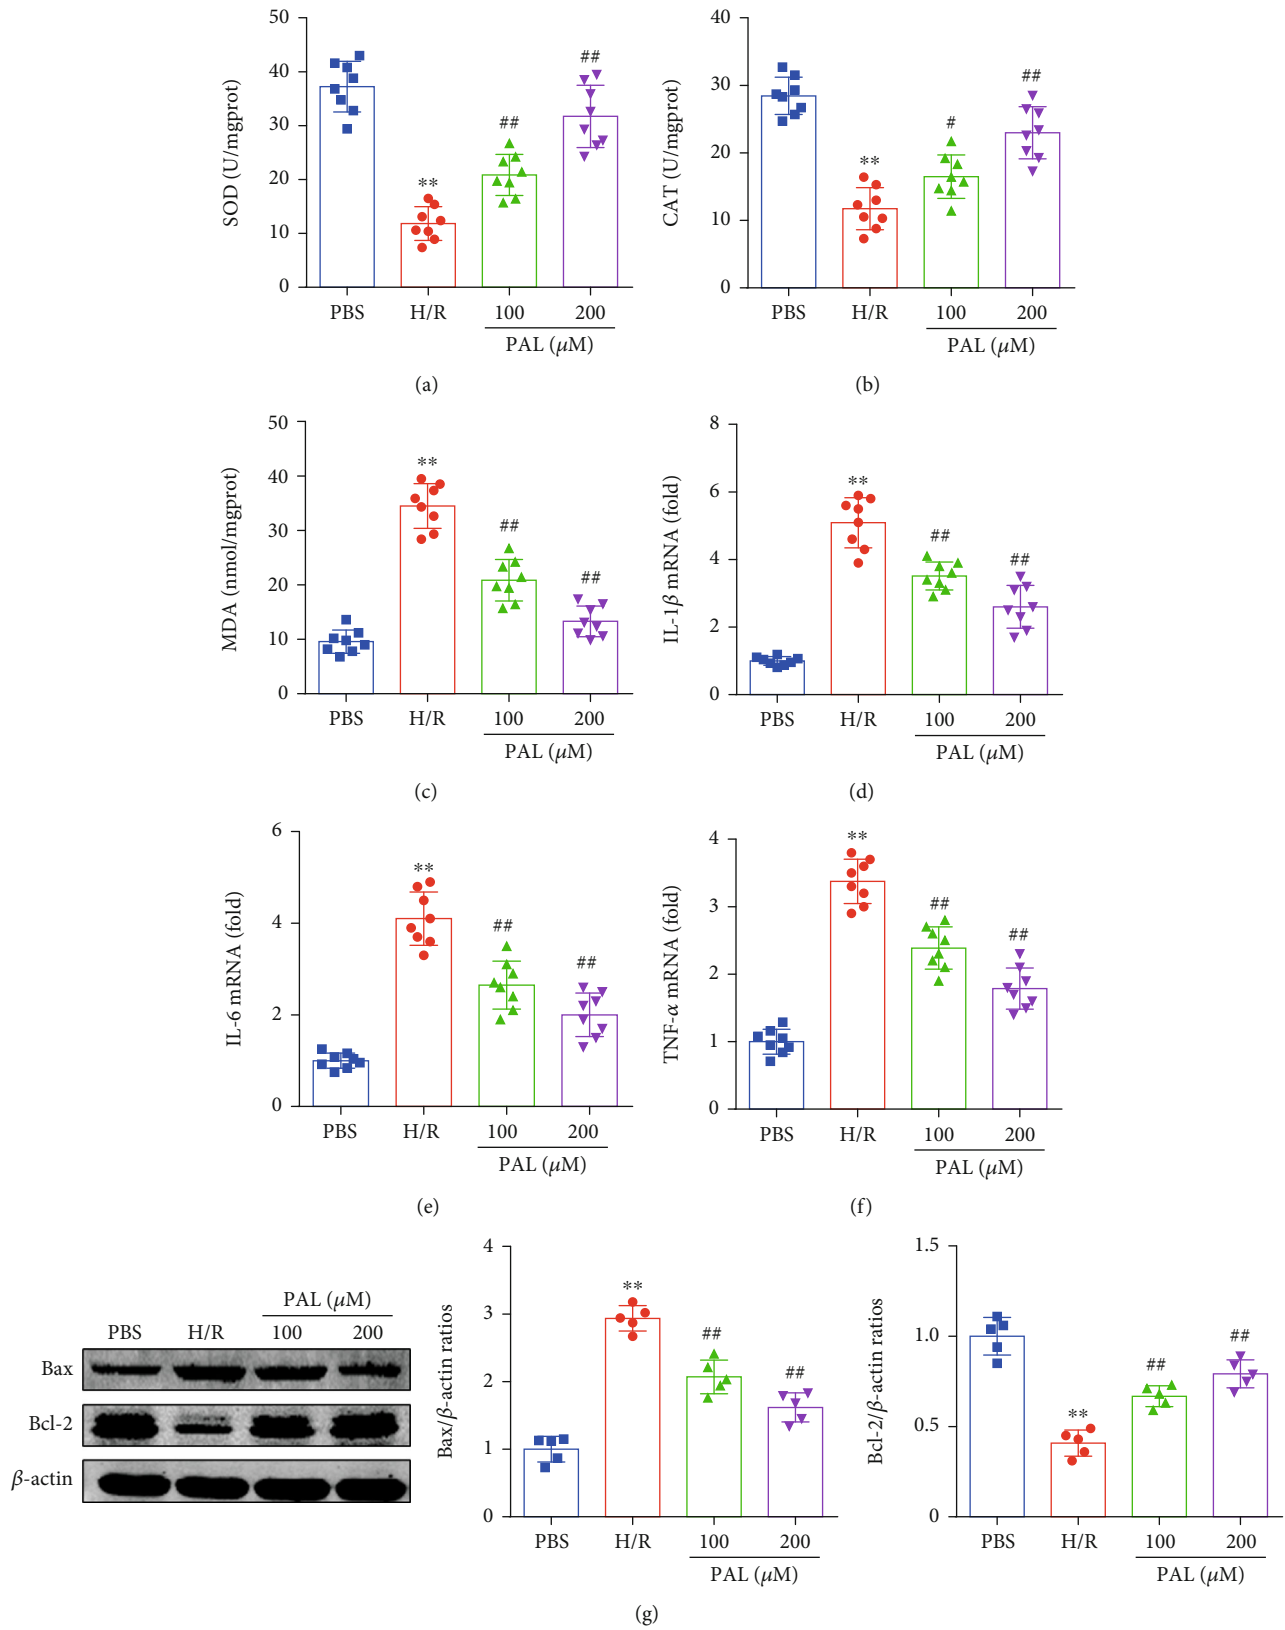 50
40
30
20
10
0
SOD (U/mgprot)
**
##
##
PBS
H/R
100
200
PAL (μM)
(a)
40
30
20
10
0
CAT (U/mgprot)
**
#
##
PBS
H/R
100
200
PAL (μM)
(b)
50
40
30
20
10
0
MDA (nmol/mgprot)
**
##
##
PBS
H/R
100
200
PAL (μM)
(c)
8
6
4
2
0
IL-1β mRNA (fold)
**
##
##
PBS
H/R
100
200
PAL (μM)
(d)
6
4
2
0
IL-6 mRNA (fold)
**
##
##
PBS
H/R
100
200
PAL (μM)
(e)
4
3
2
1
0
TNF-α mRNA (fold)
**
##
##
PBS
H/R
100
200
PAL (μM)
(f)
PAL (μM)
PBS
H/R
100
200
Bax
Bcl-2
β-actin
4
3
2
1
0
Bax/β-actin ratios
**
##
##
PBS
H/R
100
200
PAL (μM)
1.5
1.0
0.5
0
Bcl-2/β-actin ratios
**
##
##
PBS
H/R
100
200
PAL (μM)
(g)